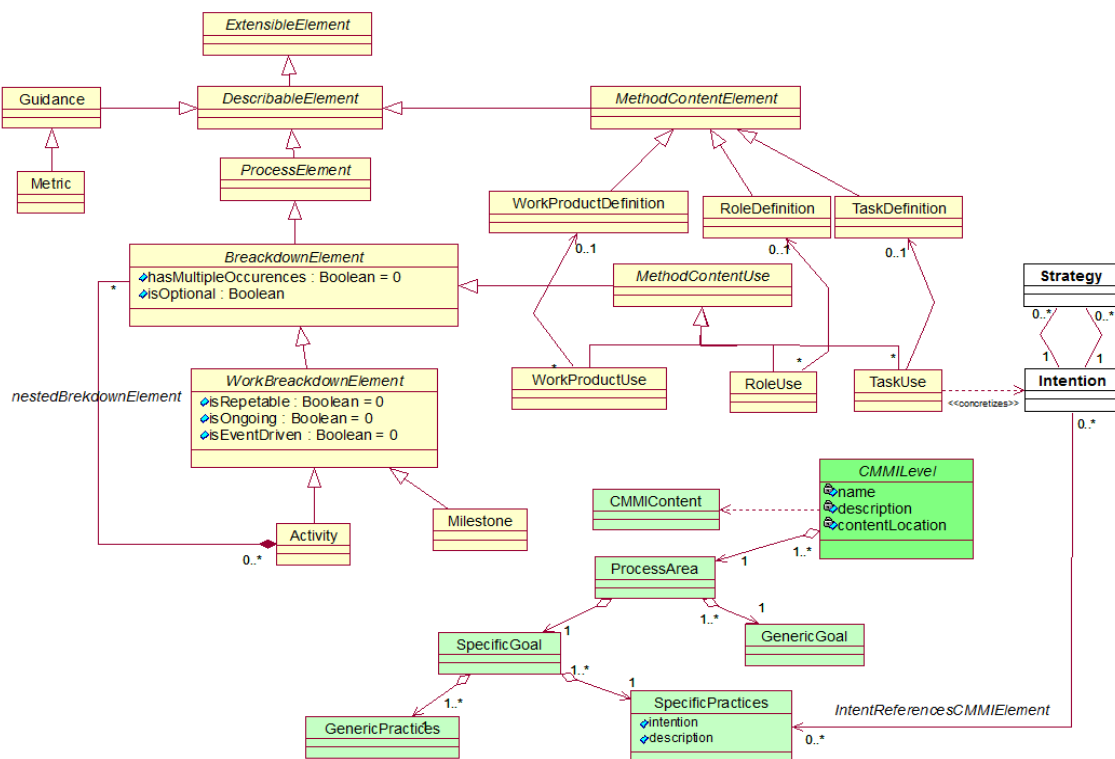 ExtensibleElement
Guidance
DescribableElement
MethodContentElement
Metric
ProcessElement
WorkProductDefinition
RoleDefinition
TaskDefinition
0..1
0..1
0..1
BreackdownElement
hasMultipleOccurences : Boolean = 0
isOptional : Boolean
*
MethodContentUse
Strategy
0..*
0..*
1
1
nestedBrekdownElement
WorkBreackdownElement
isRepetable : Boolean = 0
isOngoing : Boolean = 0
isEventDriven : Boolean = 0
*
*
*
WorkProductUse
RoleUse
TaskUse
Intention
<<concretizes>>
0..*
CMMILevel
name
description
contentLocation
CMMIContent
Milestone
Activity
0..*
1..*
1
ProcessArea
1
1..*
1
SpecificGoal
GenericGoal
1..*
1..*
1
GenericPractices
1
SpecificPractices
intention
description
IntentReferencesCMMIElement
0..*